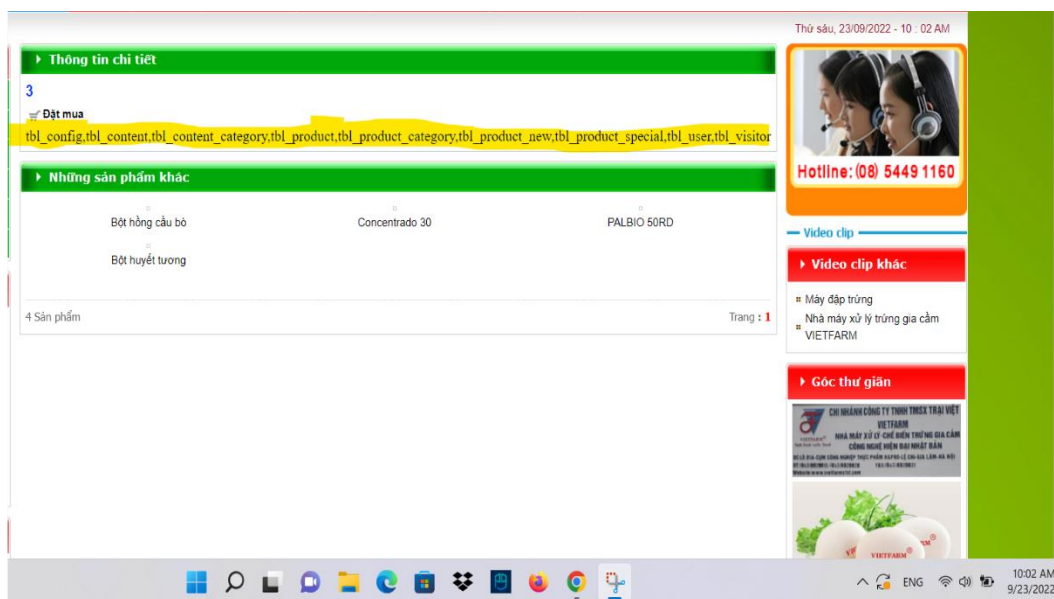 Thứ sáu, 23/09/2022 - 10 : 02 AM
Thông tin chi tiết
3
Đặt mua
tbl_config,tbl_content,tbl_content_category,tbl_product,tbl_product_category,tbl_product_new,tbl_product_special,tbl_user,tbl_visitor
Những sản phẩm khác
Bột hồng cầu bò
Concentrado 30
PALBIO 50RD
Bột huyết tương
4 Sản phẩm
Trang : 1
Hotline: (08) 5449 1160
Video clip
Video clip khác
Máy đập trứng
Nhà máy xử lý trứng gia cầm
VIETFARM
Góc thư giãn
CHI NHÁNH CÔNG TY TNHH TMSX TRẠI VIỆT
VIETFARM
NHÀ MÁY XỬ LÝ-CHẾ BIẾN TRỨNG GIA CẦM
CÔNG NGHỆ HIỆN ĐẠI NHẤT BẢN
VIETFARM
ENG
10:02 AM
9/23/2022